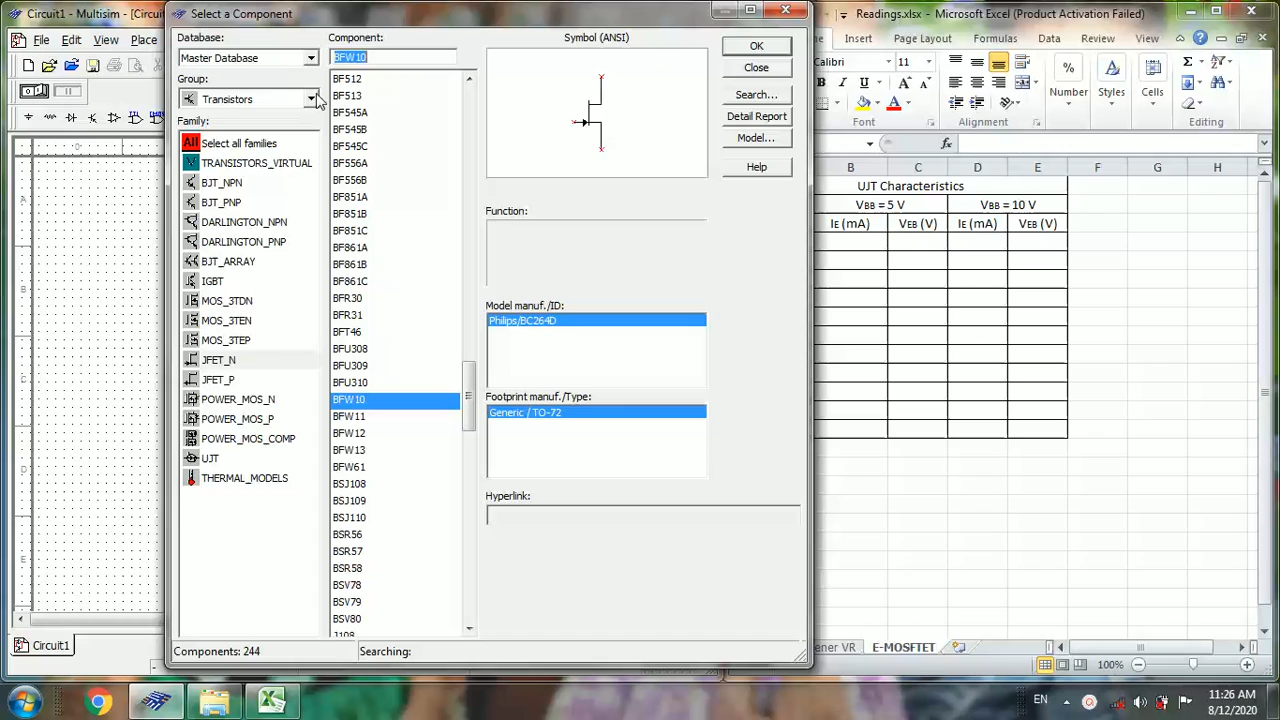 Circuit1 - Multisim - [Circuit
File Edit View Place
Select a Component
Database:
Master Database
Group:
Transistors
Family:
All Select all families
TRANSISTORS_VIRTUAL
BJT_NPN
BJT_PNP
DARLINGTON_NPN
DARLINGTON_PNP
BJT_ARRAY
IGBT
MOS_3TDN
MOS_3TEN
MOS_3TEP
JFET_N
JFET_P
POWER_MOS_N
POWER_MOS_P
POWER_MOS_COMP
UJT
THERMAL_MODELS
Component:
BFW10
BF512
BF513
BF545A
BF545B
BF545C
BF556A
BF556B
BF851A
BF851B
BF851C
BF861A
BF861B
BF861C
BFR30
BFR31
BFT46
BFU308
BFU309
BFU310
BFW10
BFW11
BFW12
BFW13
BFW61
BSJ108
BSJ109
BSJ110
BSR56
BSR57
BSR58
BSV78
BSV79
BSV80
J108
Symbol (ANSI)
Function:
Model manuf./ID:
Philips/BC264D
Footprint manuf./Type:
Generic / TO-72
Hyperlink:
OK
Close
Search...
Detail Report
Model...
Help
Components: 244 Searching:
Circuit1
Readings.xlsx - Microsoft Excel (Product Activation Failed)
Insert Page Layout Formulas Data Review View
Calibri 11
B I U
Font
Alignment
Number
Styles
Cells
Editing
fx
B C D E F G H
UJT Characteristics
VBB = 5 V VBB = 10 V
IE (mA) VEB (V) IE (mA) VEB (V)
ener VR E-MOSFTET
100%
EN
11:26 AM
8/12/2020